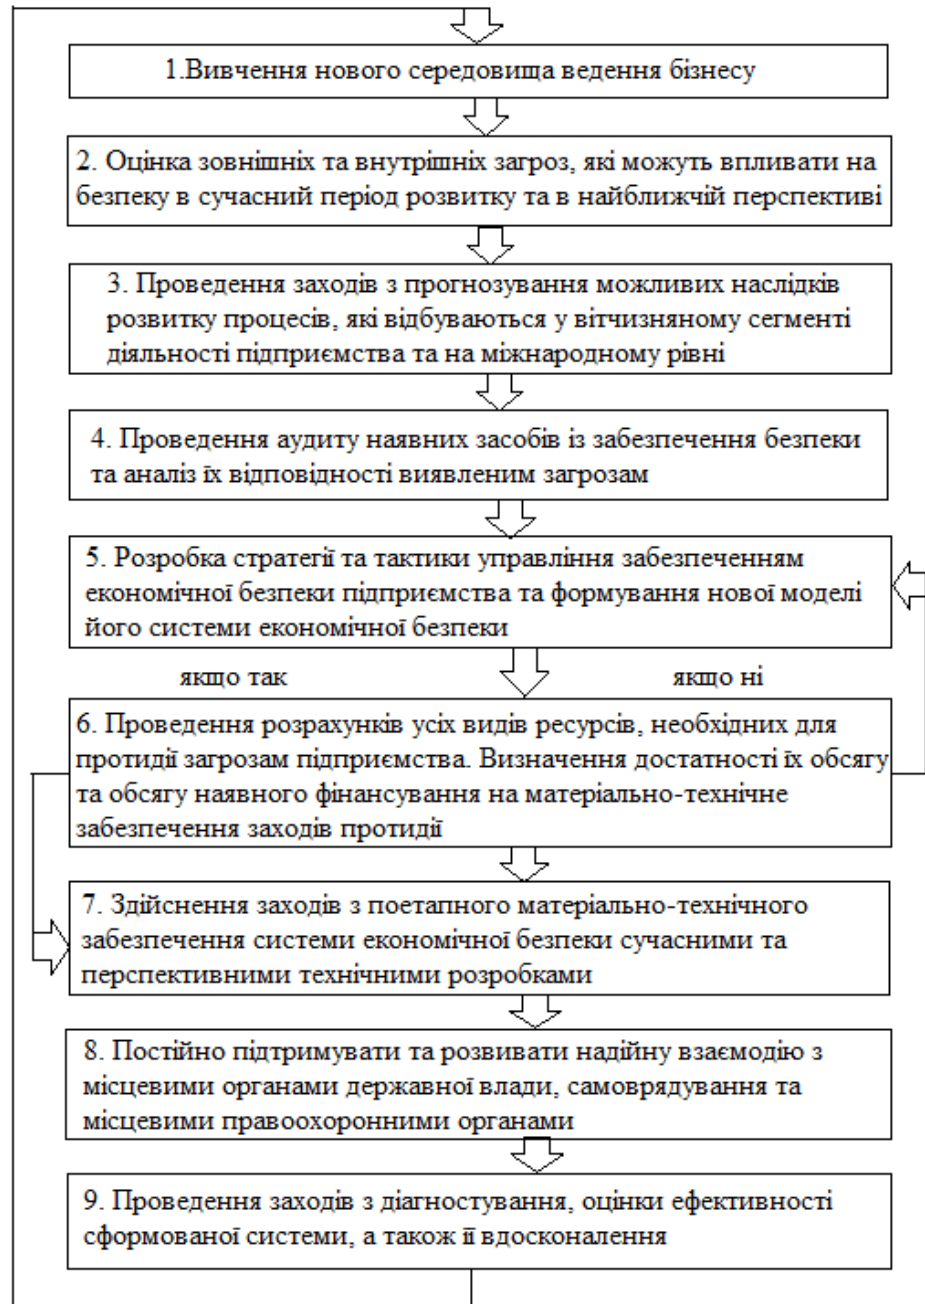 1.Вивчення нового середовища ведення бізнесу
2. Оцінка зовнішніх та внутрішніх загроз, які можуть впливати на
безпеку в сучасний період розвитку та в найближчій перспективі
3. Проведення заходів з прогнозування можливих наслідків
розвитку процесів, які відбуваються у вітчизняному сегменті
діяльності підприємства та на міжнародному рівні
4. Проведення аудиту наявних засобів із забезпечення безпеки
та аналіз їх відповідності виявленим загрозам
5. Розробка стратегії та тактики управління забезпеченням
економічної безпеки підприємства та формування нової моделі
його системи економічної безпеки
якщо так якщо ні
6. Проведення розрахунків усіх видів ресурсів, необхідних для
протидії загрозам підприємства. Визначення достатності їх обсягу
та обсягу наявного фінансування на матеріально-технічне
забезпечення заходів протидії
7. Здійснення заходів з поетапного матеріально-технічного
забезпечення системи економічної безпеки сучасними та
перспективними технічними розробками
8. Постійно підтримувати та розвивати надійну взаємодію з
місцевими органами державної влади, самоврядування та
місцевими правоохоронними органами
9. Проведення заходів з діагностування, оцінки ефективності
сформованої системи, а також її вдосконалення